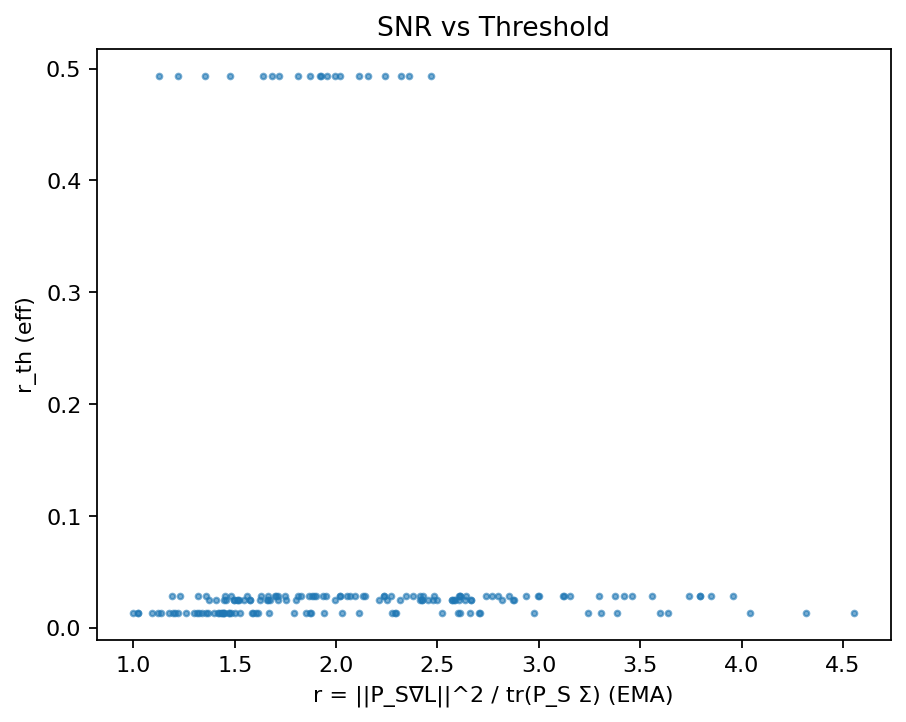 SNR vs Threshold
0.5
0.4
0.3
0.2
0.1
0.0
r_th (eff)
1.0 1.5 2.0 2.5 3.0 3.5 4.0 4.5
r = ||P_S∇L||^2 / tr(P_S Σ) (EMA)